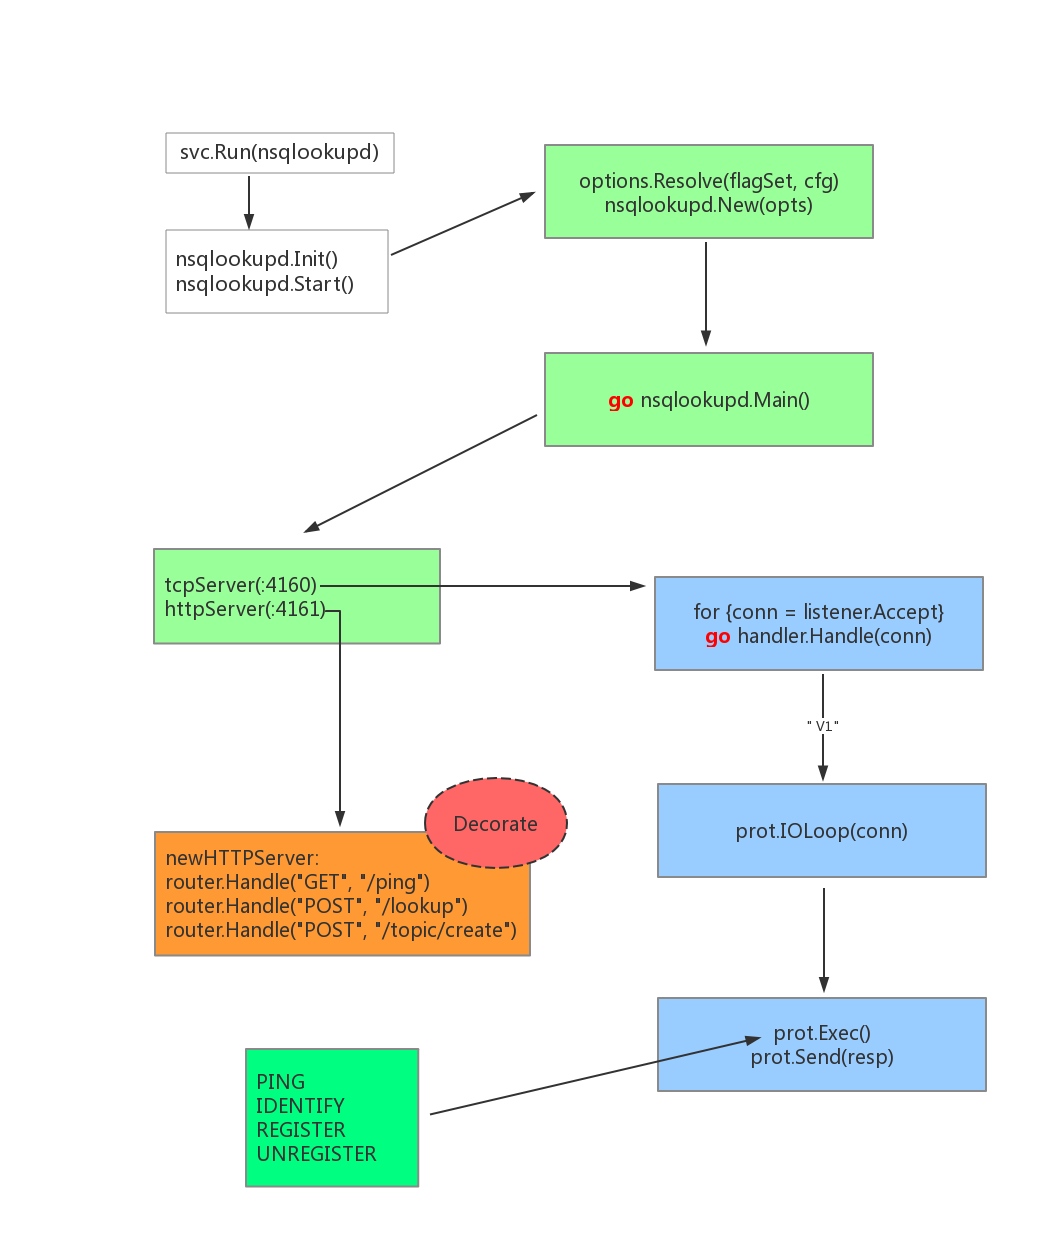 svc.Run(nsqlookupd)
nsqlookupd.Init()
nsqlookupd.Start()
options.Resolve(flagSet, cfg)
nsqlookupd.New(opts)
go nsqlookupd.Main()
tcpServer(:4160)
httpServer(:4161)
for {conn = listener.Accept}
go handler.Handle(conn)
" V1"
prot.IOLoop(conn)
Decorate
newHTTPServer:
router.Handle("GET", "/ping")
router.Handle("POST", "/lookup")
router.Handle("POST", "/topic/create")
prot.Exec()
prot.Send(resp)
PING
IDENTIFY
REGISTER
UNREGISTER